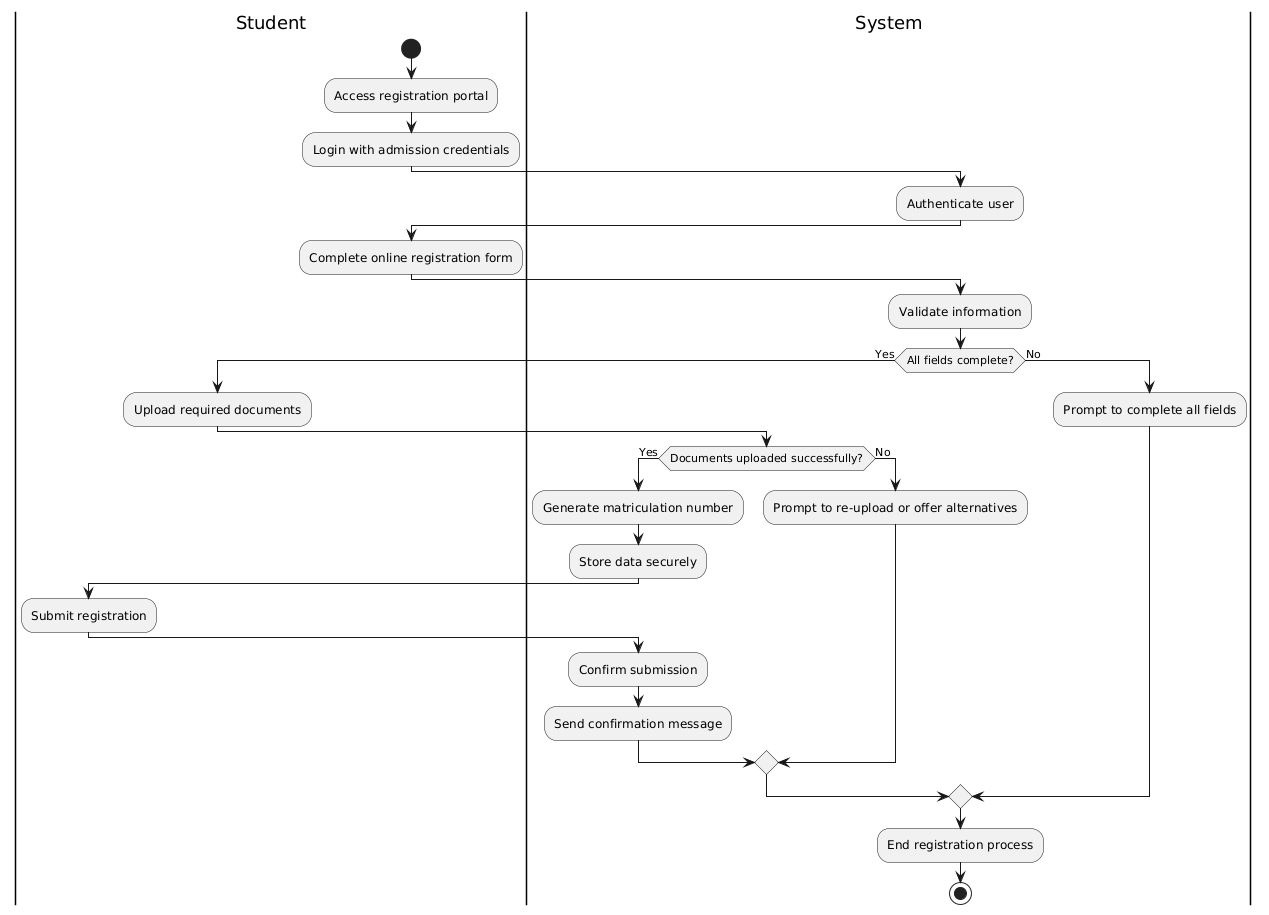 Student
System
Access registration portal
Login with admission credentials
Authenticate user
Complete online registration form
Validate information
Yes
All fields complete?
No
Upload required documents
Prompt to complete all fields
Yes
Documents uploaded successfully?
No
Generate matriculation number
Prompt to re-upload or offer alternatives
Store data securely
Submit registration
Confirm submission
Send confirmation message
End registration process